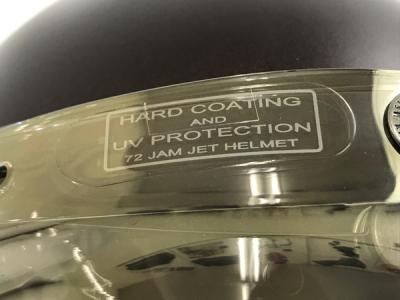 HARD COATING
AND
UV PROTECTION
72 JAM JET HELMET